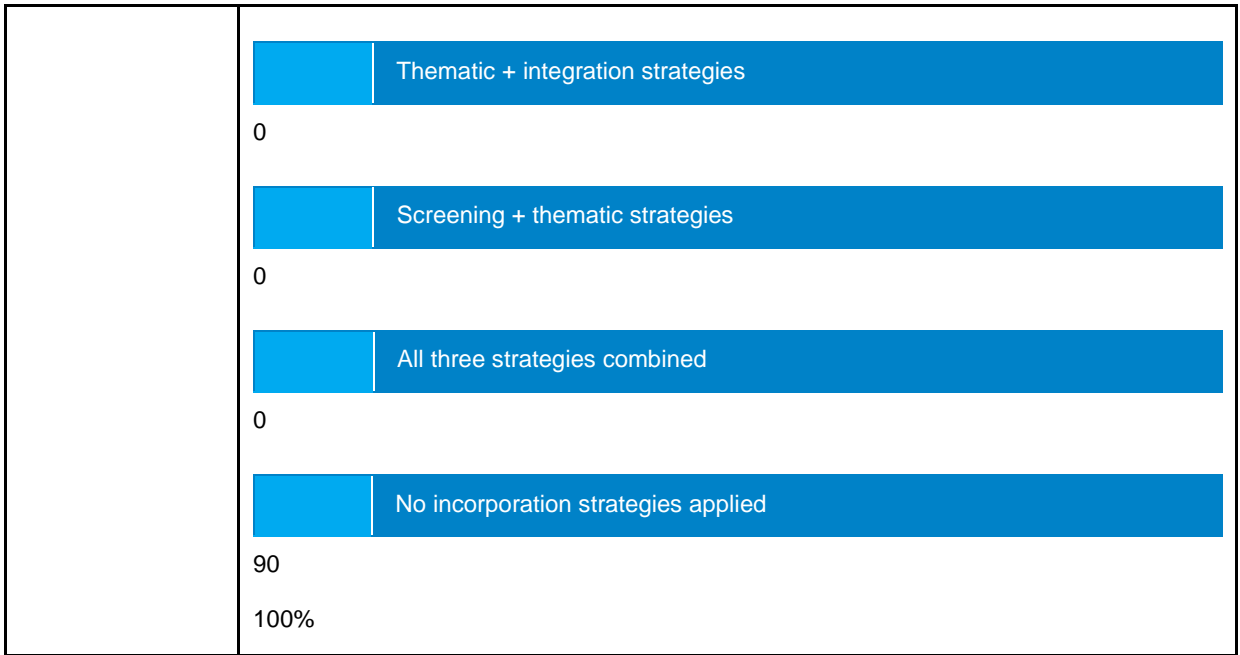 Thematic + integration strategies
0
Screening + thematic strategies
0
All three strategies combined
0
No incorporation strategies applied
90
100%